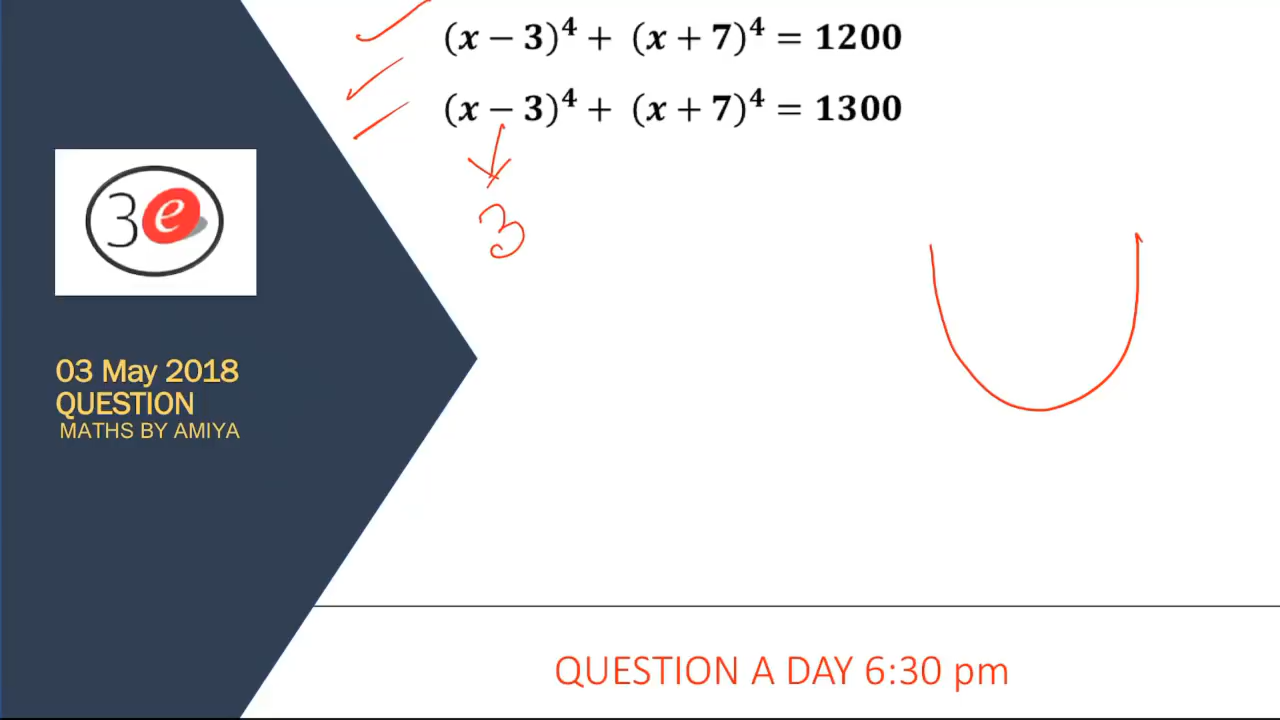 (x − 3)⁴ + (x + 7)⁴ = 1200
(x − 3)⁴ + (x + 7)⁴ = 1300
3
3e
03 May 2018
QUESTION
MATHS BY AMIYA
QUESTION A DAY 6:30 pm